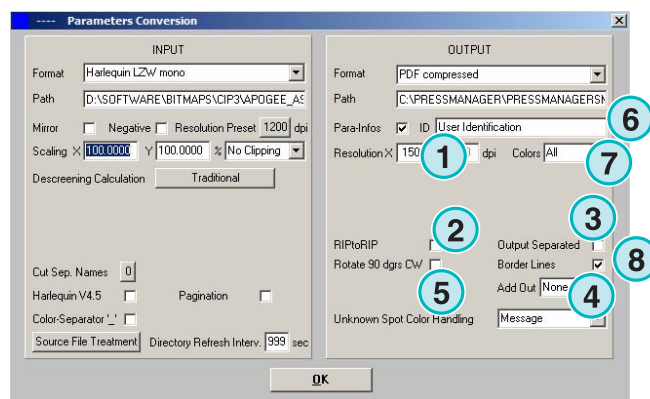 ---- Parameters Conversion
INPUT
Format Harlequin LZW mono
Path D:\SOFTWARE\BITMAPS\CIP3\APOGEE_AS
Mirror Negative Resolution Preset 1200 dpi
Scaling X 100.0000 Y 100.0000 % No Clipping
Descreening Calculation Traditional
Cut Sep. Names 0
Harlequin V4.5 Pagination
Color-Separator '_'
Source File Treatment Directory Refresh Interv. 999 sec
OUTPUT
Format PDF compressed
Path C:\PRESSMANAGER\PRESSMANAGERSM
Para-Infos ID User Identification 6
Resolution X 150 1 dpi Colors All 7
RIPtoRIP 2 Output Separated 3
Rotate 90 dgrs CW Border Lines 8
5 Add Out None 4
Unknown Spot Color Handling Message
OK